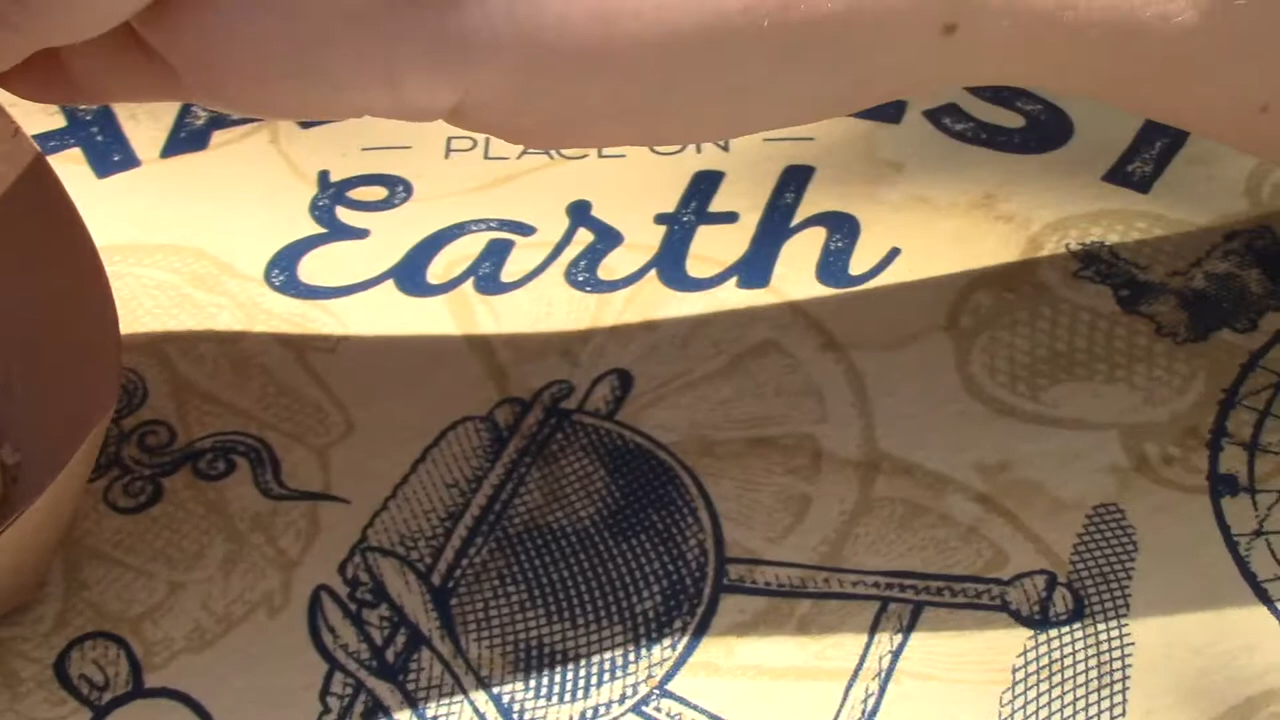 — PLACE ON —
Earth